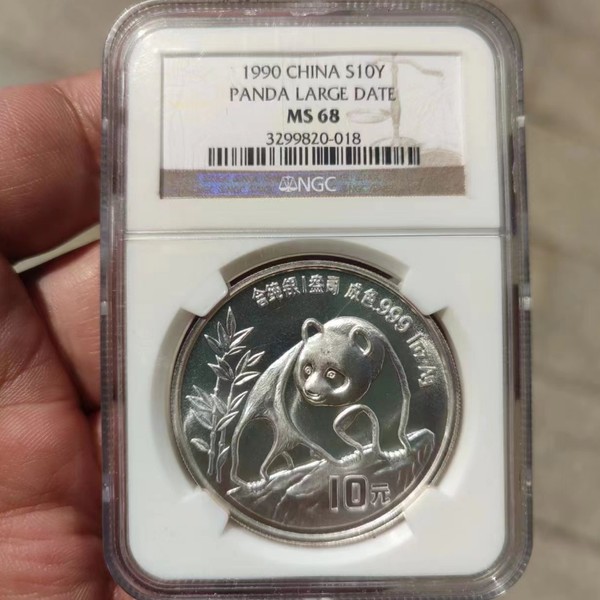 1990 CHINA S10Y
PANDA LARGE DATE
MS 68
3299820-018
NGC
含纯银1盎司 成色.999 1oz Ag
10元